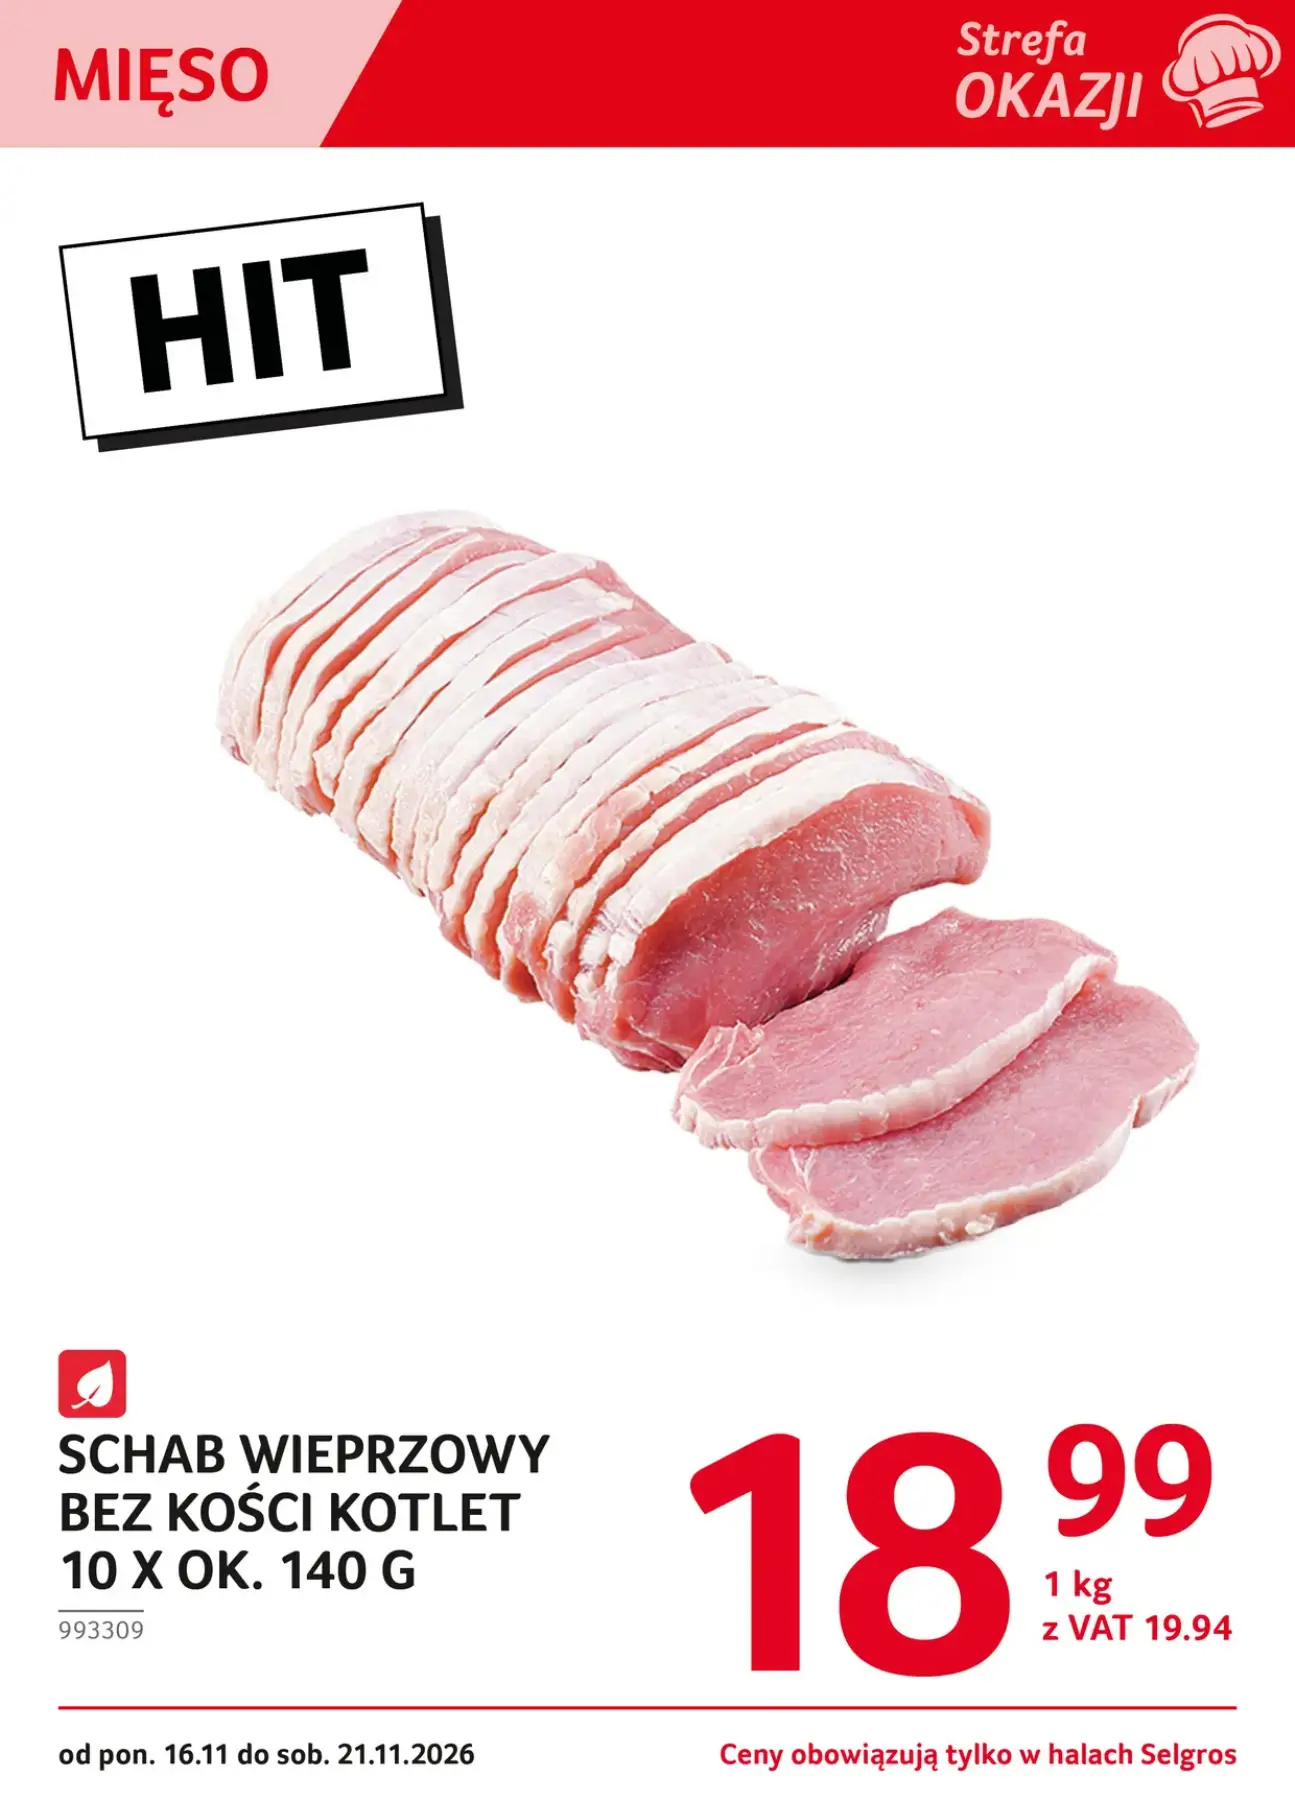 MIĘSO
Strefa
OKAZJI
HIT
SCHAB WIEPRZOWY
BEZ KOŚCI KOTLET
10 X OK. 140 G
993309
18 99
1 kg
z VAT 19.94
od pon. 16.11 do sob. 21.11.2026
Ceny obowiązują tylko w halach Selgros